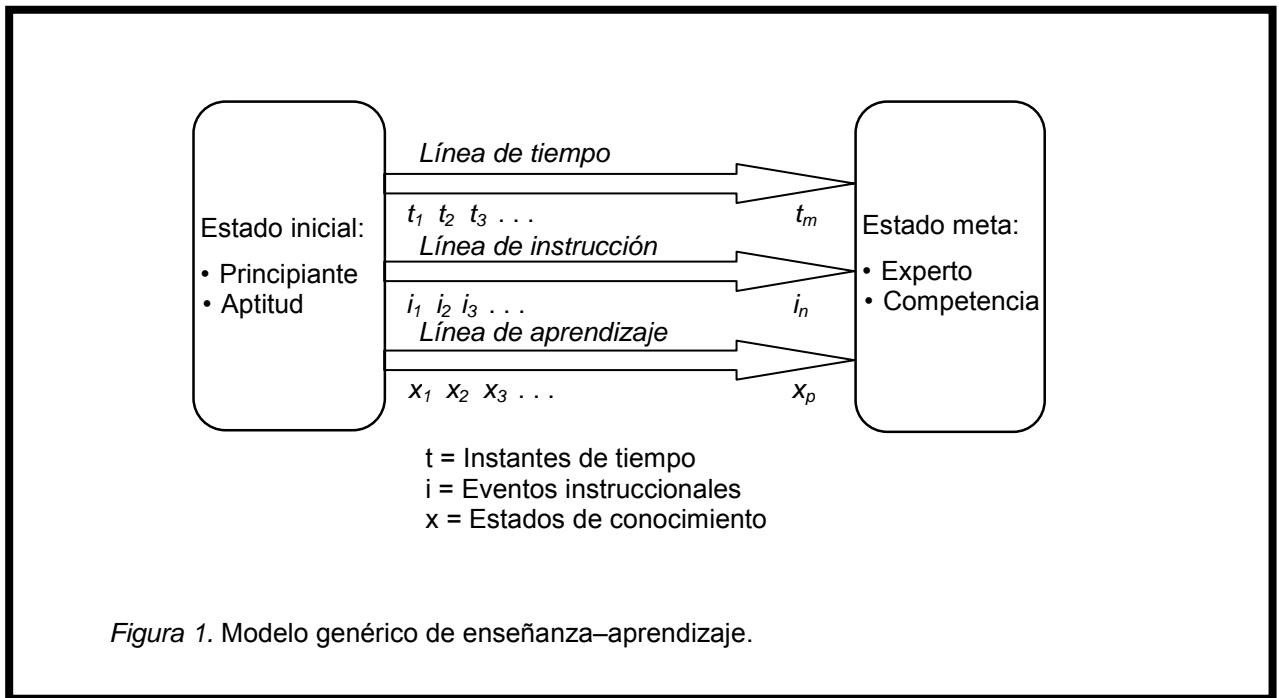 Línea de tiempo
t1 t2 t3 . . . tm
Línea de instrucción
i1 i2 i3 . . . in
Línea de aprendizaje
x1 x2 x3 . . . xp
Estado inicial:
• Principiante
• Aptitud
Estado meta:
• Experto
• Competencia
t = Instantes de tiempo
i = Eventos instruccionales
x = Estados de conocimiento
Figura 1. Modelo genérico de enseñanza–aprendizaje.